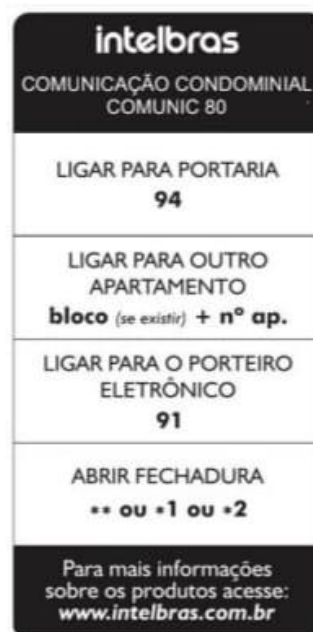 intelbras
COMUNICAÇÃO CONDOMINIAL
COMUNIC 80
LIGAR PARA PORTARIA
94
LIGAR PARA OUTRO
APARTAMENTO
bloco (se existir) + nº ap.
LIGAR PARA O PORTEIRO
ELETRÔNICO
91
ABRIR FECHADURA
** ou *1 ou *2
Para mais informações
sobre os produtos acesse:
www.intelbras.com.br